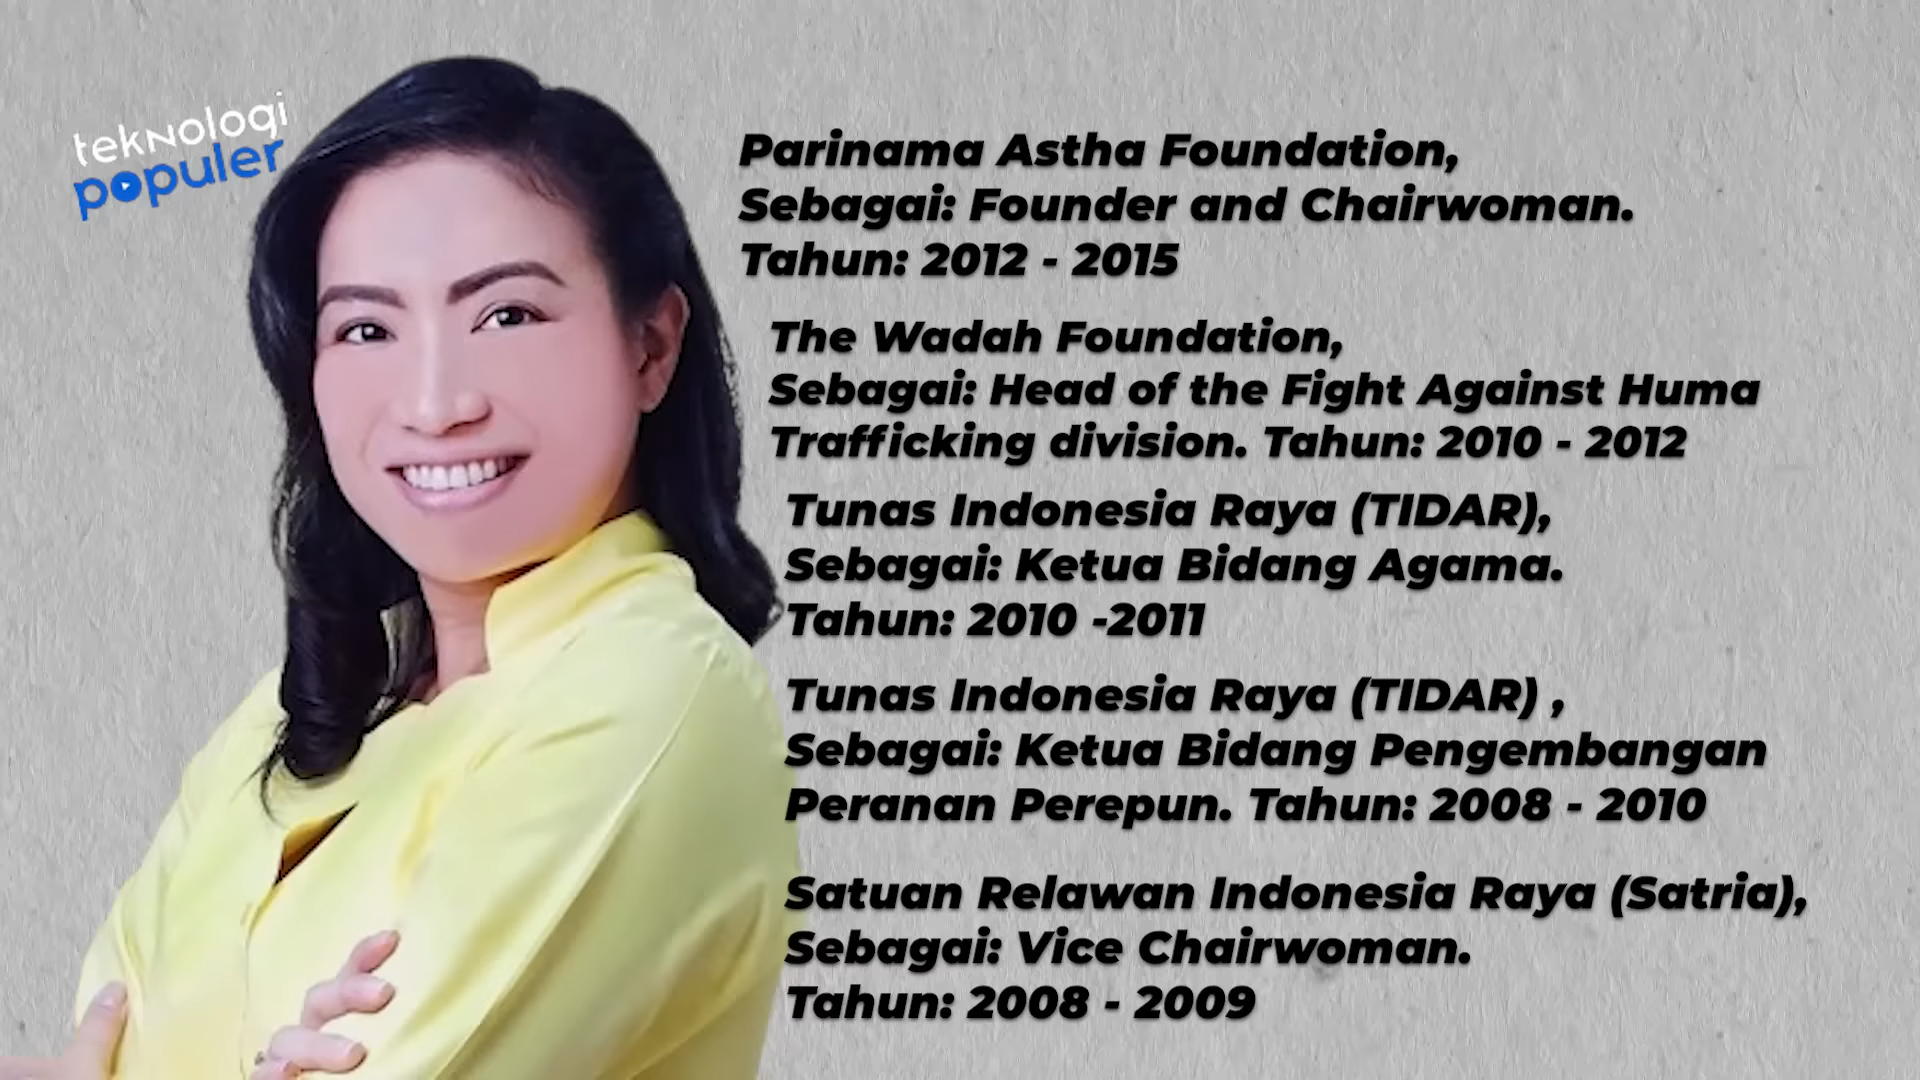 tekNologi
populer
Parinama Astha Foundation,
Sebagai: Founder and Chairwoman.
Tahun: 2012 - 2015
The Wadah Foundation,
Sebagai: Head of the Fight Against Huma
Trafficking division. Tahun: 2010 - 2012
Tunas Indonesia Raya (TIDAR),
Sebagai: Ketua Bidang Agama.
Tahun: 2010 -2011
Tunas Indonesia Raya (TIDAR) ,
Sebagai: Ketua Bidang Pengembangan
Peranan Perepun. Tahun: 2008 - 2010
Satuan Relawan Indonesia Raya (Satria),
Sebagai: Vice Chairwoman.
Tahun: 2008 - 2009